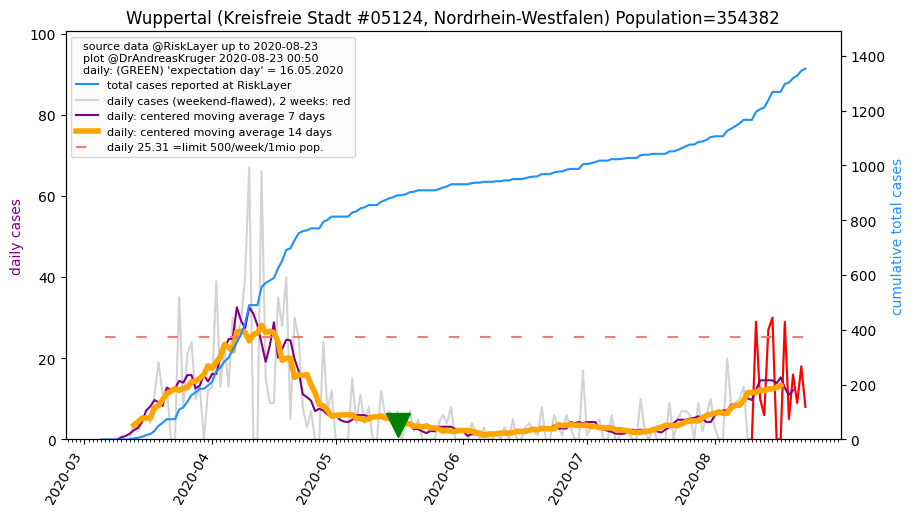 Wuppertal (Kreisfreie Stadt #05124, Nordrhein-Westfalen) Population=354382
source data @RiskLayer up to 2020-08-23
plot @DrAndreasKruger 2020-08-23 00:50
daily: (GREEN) 'expectation day' = 16.05.2020
total cases reported at RiskLayer
daily cases (weekend-flawed), 2 weeks: red
daily: centered moving average 7 days
daily: centered moving average 14 days
daily 25.31 =limit 500/week/1mio pop.
daily cases
100
80
60
40
20
0
cumulative total cases
1400
1200
1000
800
600
400
200
0
2020-03
2020-04
2020-05
2020-06
2020-07
2020-08